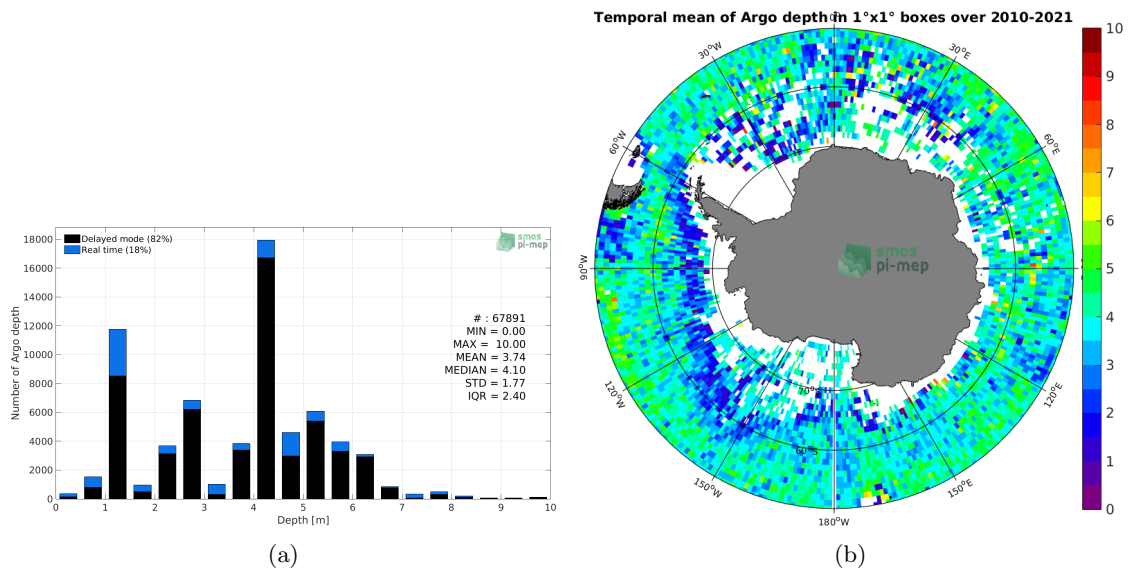 18000
16000
14000
12000
10000
8000
6000
4000
2000
0
Number of Argo depth
Delayed mode (82%)
Real time (18%)
smos
pi-mep
# : 67891
MIN = 0.00
MAX = 10.00
MEAN = 3.74
MEDIAN = 4.10
STD = 1.77
IQR = 2.40
0 1 2 3 4 5 6 7 8 9 10
Depth [m]
(a)
Temporal mean of Argo depth in 1°x1° boxes over 2010-2021
30°W
30°E
60°W
60°E
90°W
120°W
120°E
150°W
150°E
180°W
70°S
60°S
smos
pi-mep
10
9
8
7
6
5
4
3
2
1
0
(b)